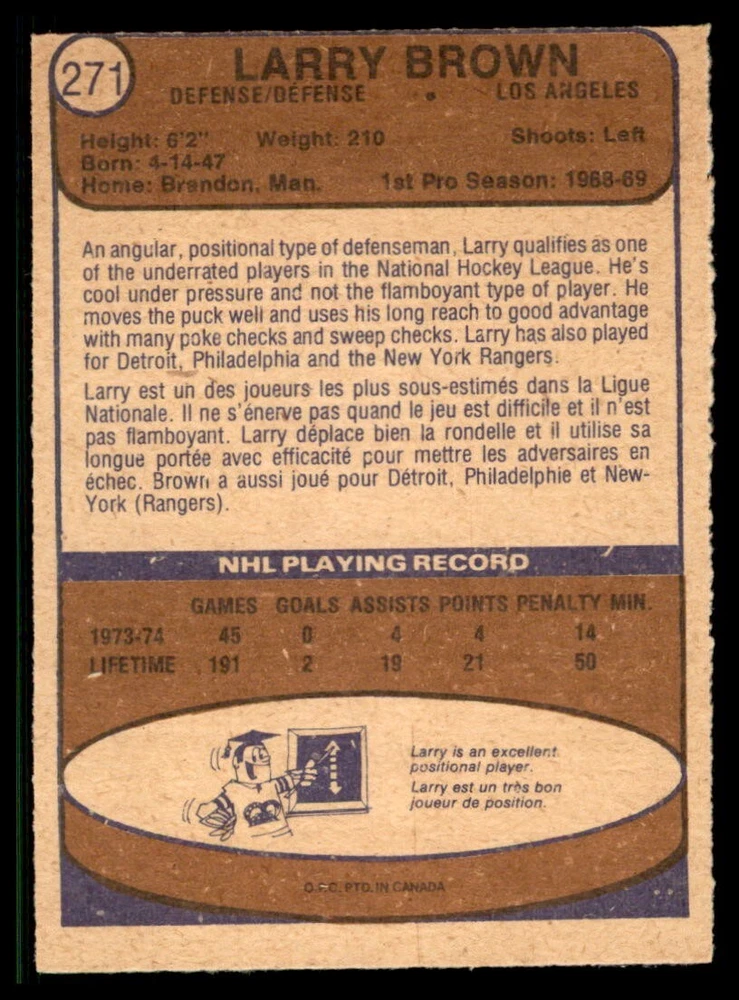 271
LARRY BROWN
DEFENSE/DÉFENSE LOS ANGELES
Height: 6'2" Weight: 210 Shoots: Left
Born: 4-14-47
Home: Brandon, Man. 1st Pro Season: 1968-69
An angular, positional type of defenseman, Larry qualifies as one
of the underrated players in the National Hockey League. He's
cool under pressure and not the flamboyant type of player. He
moves the puck well and uses his long reach to good advantage
with many poke checks and sweep checks. Larry has also played
for Detroit, Philadelphia and the New York Rangers.
Larry est un des joueurs les plus sous-estimés dans la Ligue
Nationale. Il ne s'énerve pas quand le jeu est difficile et il n'est
pas flamboyant. Larry déplace bien la rondelle et il utilise sa
longue portée avec efficacité pour mettre les adversaires en
échec. Brown a aussi joué pour Détroit, Philadelphie et New-
York (Rangers).
NHL PLAYING RECORD
GAMES GOALS ASSISTS POINTS PENALTY MIN.
1973-74 45 0 4 4 14
LIFETIME 191 2 19 21 50
Larry is an excellent
positional player.
Larry est un très bon
joueur de position.
O.P.C. PTD. IN CANADA